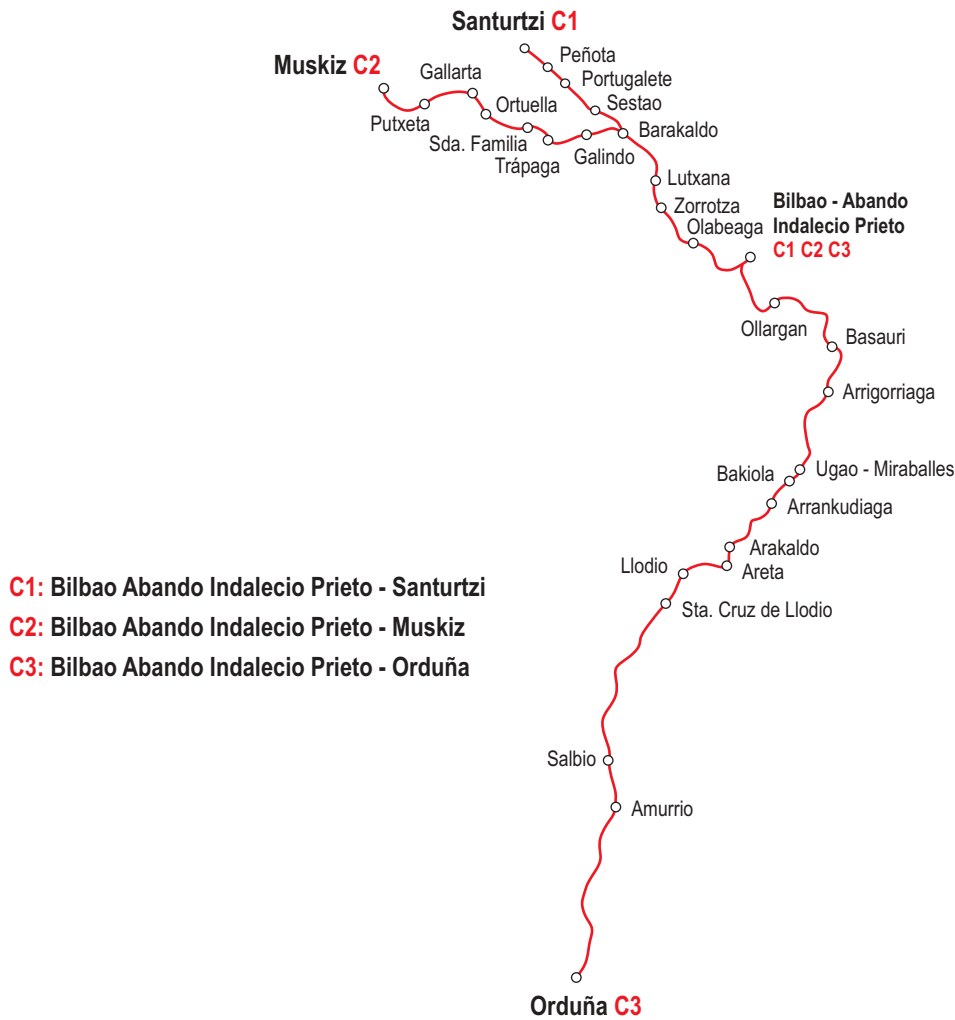 Santurtzi C1
Peñota
Muskiz C2
Gallarta
Portugalete
Ortuella
Sestao
Putxeta
Barakaldo
Sda. Familia
Galindo
Trápaga
Lutxana
Bilbao - Abando
Zorrotza
Indalecio Prieto
Olabeaga
C1 C2 C3
Ollargan
Basauri
Arrigorriaga
Ugao - Miraballes
Bakiola
Arrankudiaga
Arakaldo
Llodio
Areta
C1: Bilbao Abando Indalecio Prieto - Santurtzi
Sta. Cruz de Llodio
C2: Bilbao Abando Indalecio Prieto - Muskiz
C3: Bilbao Abando Indalecio Prieto - Orduña
Salbio
Amurrio
Orduña C3